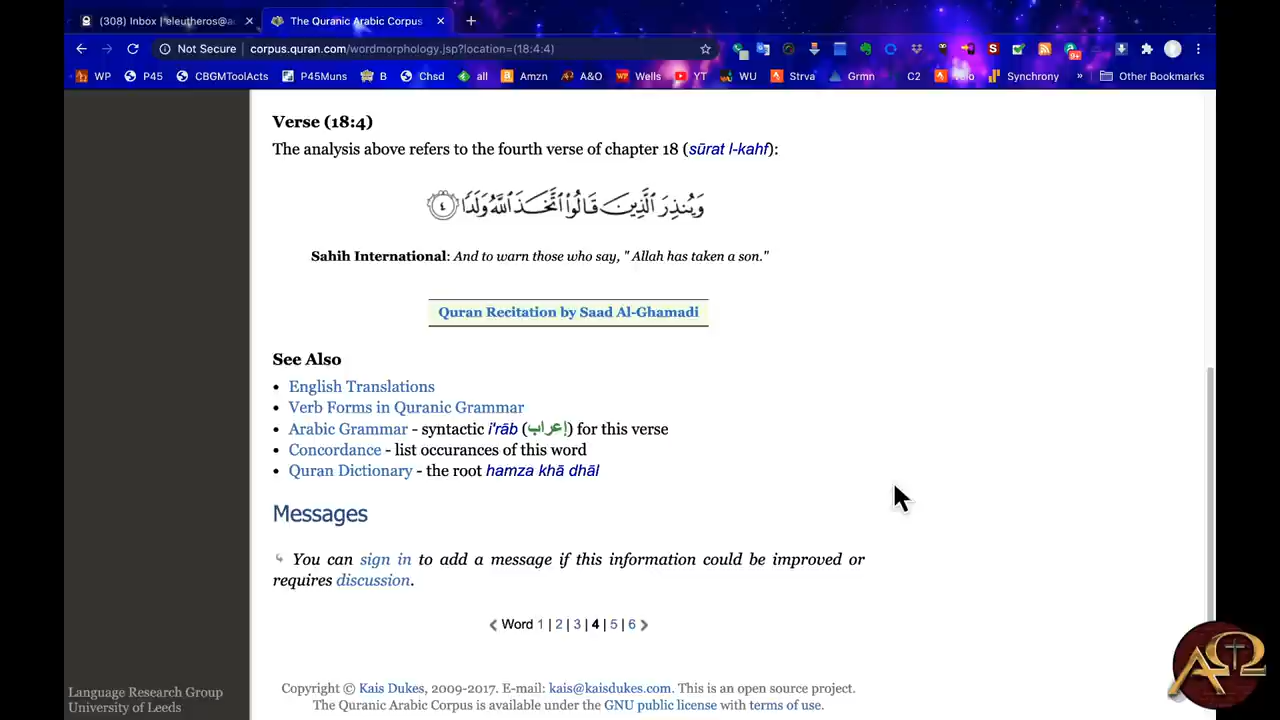 (308) Inbox | eleutheros@ao
The Quranic Arabic Corpus
Not Secure
corpus.quran.com/wordmorphology.jsp?location=(18:4:4)
WP P45 CBGMToolActs P45Muns B Chsd all Amzn A&O Wells YT WU Strva Grmn C2 Velo Synchrony » Other Bookmarks
Verse (18:4)
The analysis above refers to the fourth verse of chapter 18 (sūrat l-kahf):
وَيُنذِرَ ٱلَّذِينَ قَالُوا۟ ٱتَّخَذَ ٱللَّهُ وَلَدًا ٤
Sahih International: And to warn those who say, " Allah has taken a son."
Quran Recitation by Saad Al-Ghamadi
See Also
• English Translations
• Verb Forms in Quranic Grammar
• Arabic Grammar - syntactic i'rāb (إعراب) for this verse
• Concordance - list occurances of this word
• Quran Dictionary - the root hamza khā dhāl
Messages
You can sign in to add a message if this information could be improved or
requires discussion.
Word 1 | 2 | 3 | 4 | 5 | 6
Language Research Group
University of Leeds
Copyright © Kais Dukes, 2009-2017. E-mail: kais@kaisdukes.com. This is an open source project.
The Quranic Arabic Corpus is available under the GNU public license with terms of use.
ΑΩ